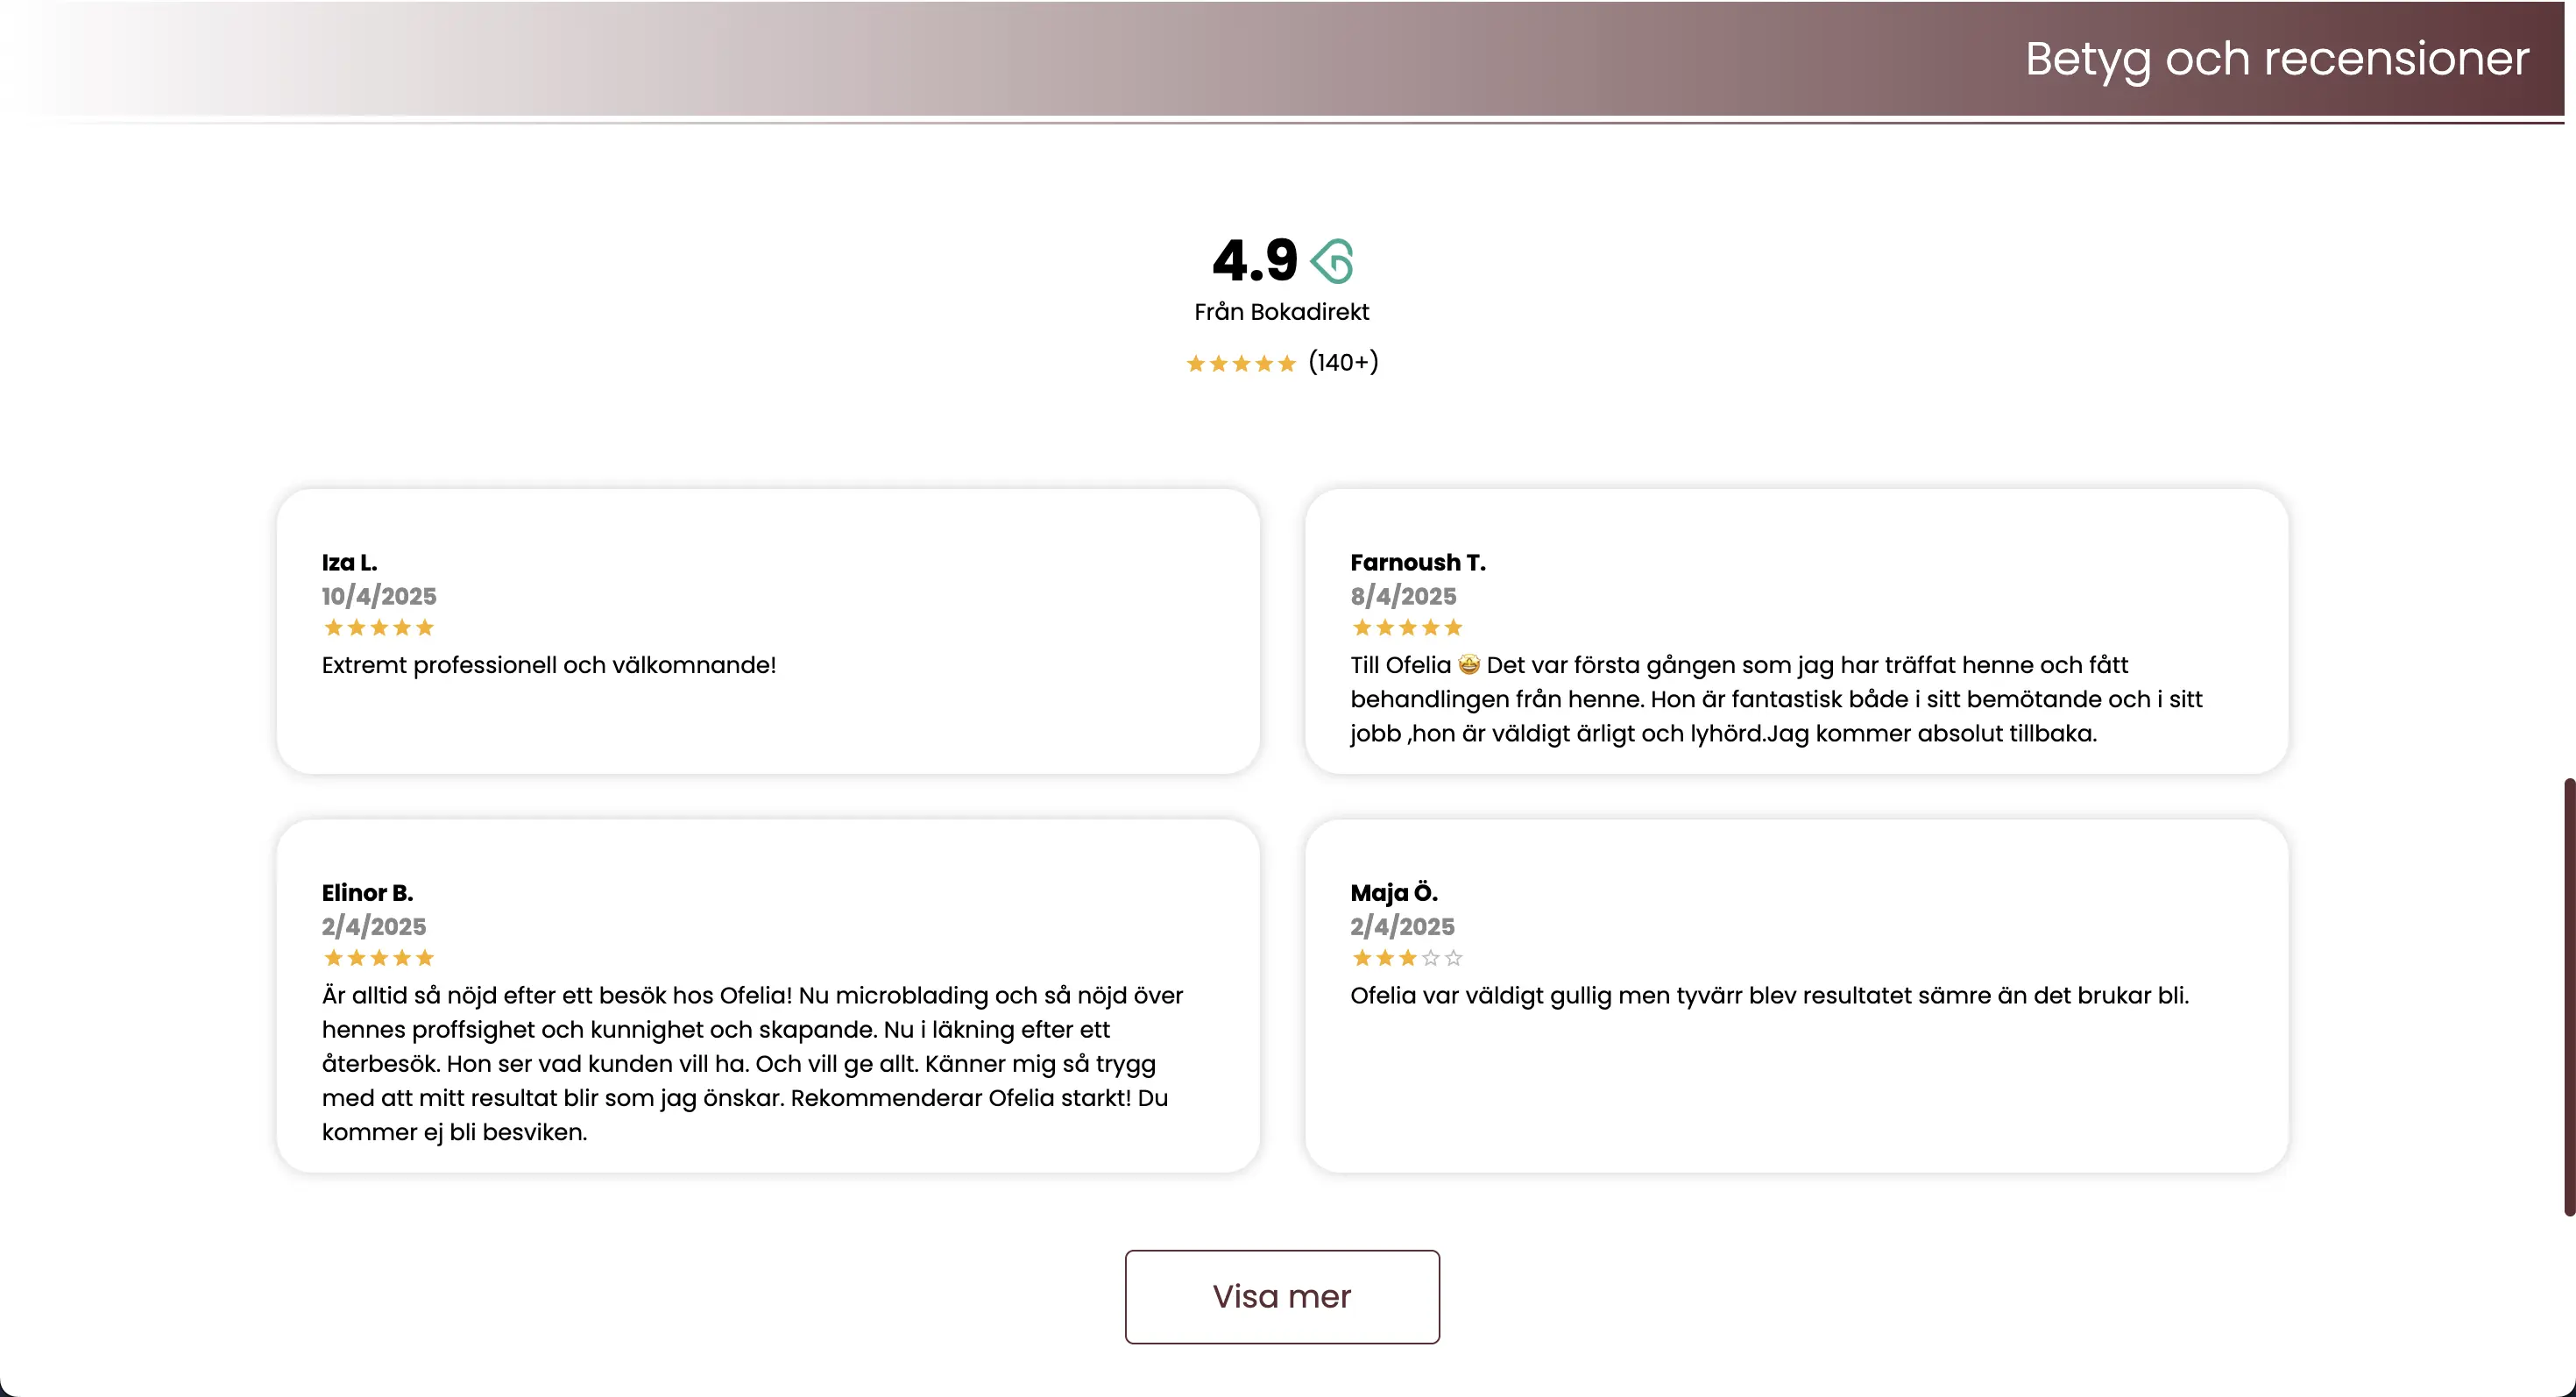 Betyg och recensioner
4.9
Från Bokadirekt
(140+)
Iza L.
10/4/2025
Extremt professionell och välkomnande!
Farnoush T.
8/4/2025
Till Ofelia 🤩 Det var första gången som jag har träffat henne och fått
behandlingen från henne. Hon är fantastisk både i sitt bemötande och i sitt
jobb ,hon är väldigt ärligt och lyhörd.Jag kommer absolut tillbaka.
Elinor B.
2/4/2025
Är alltid så nöjd efter ett besök hos Ofelia! Nu microblading och så nöjd över
hennes proffsighet och kunnighet och skapande. Nu i läkning efter ett
återbesök. Hon ser vad kunden vill ha. Och vill ge allt. Känner mig så trygg
med att mitt resultat blir som jag önskar. Rekommenderar Ofelia starkt! Du
kommer ej bli besviken.
Maja Ö.
2/4/2025
Ofelia var väldigt gullig men tyvärr blev resultatet sämre än det brukar bli.
Visa mer